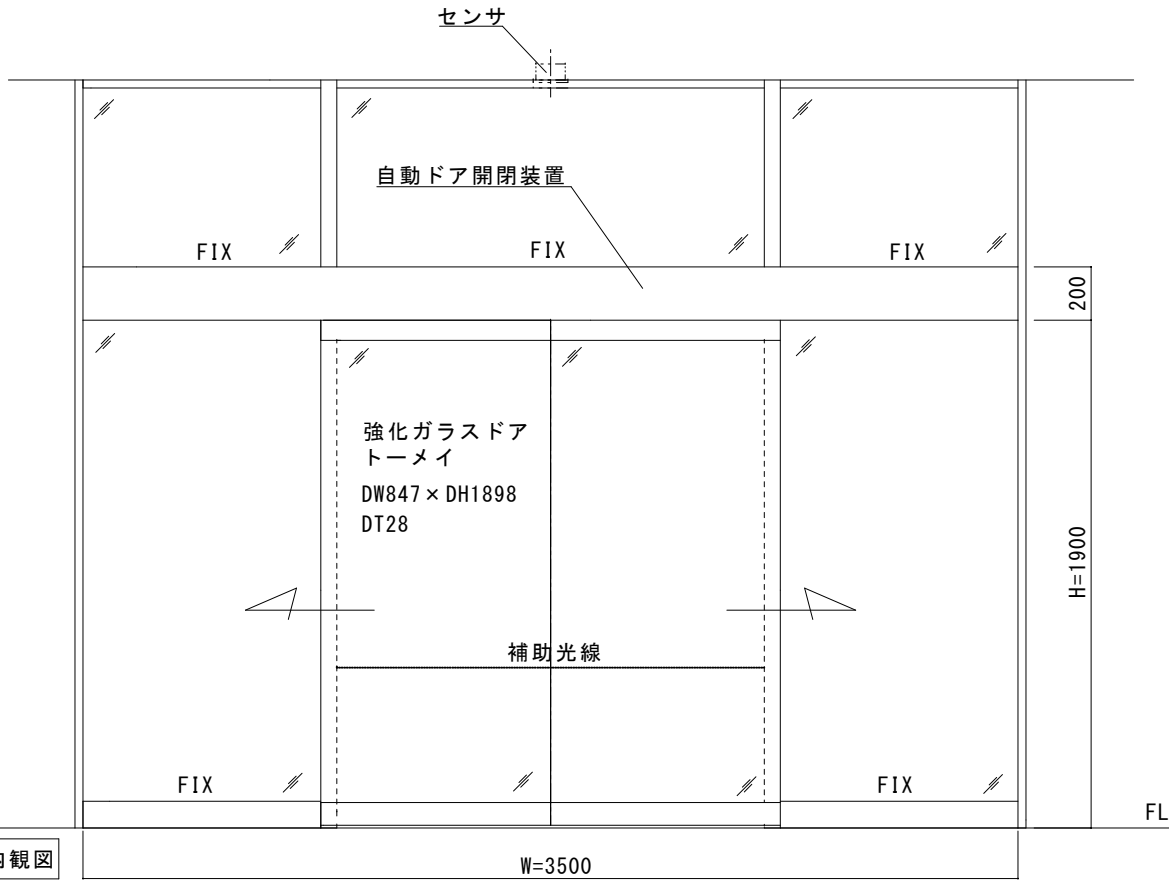 センサ
自動ドア開閉装置
FIX
FIX
FIX
200
強化ガラスドア
トーメイ
DW847×DH1898
DT28
H=1900
補助光線
FIX
FIX
FL
観図
W=3500